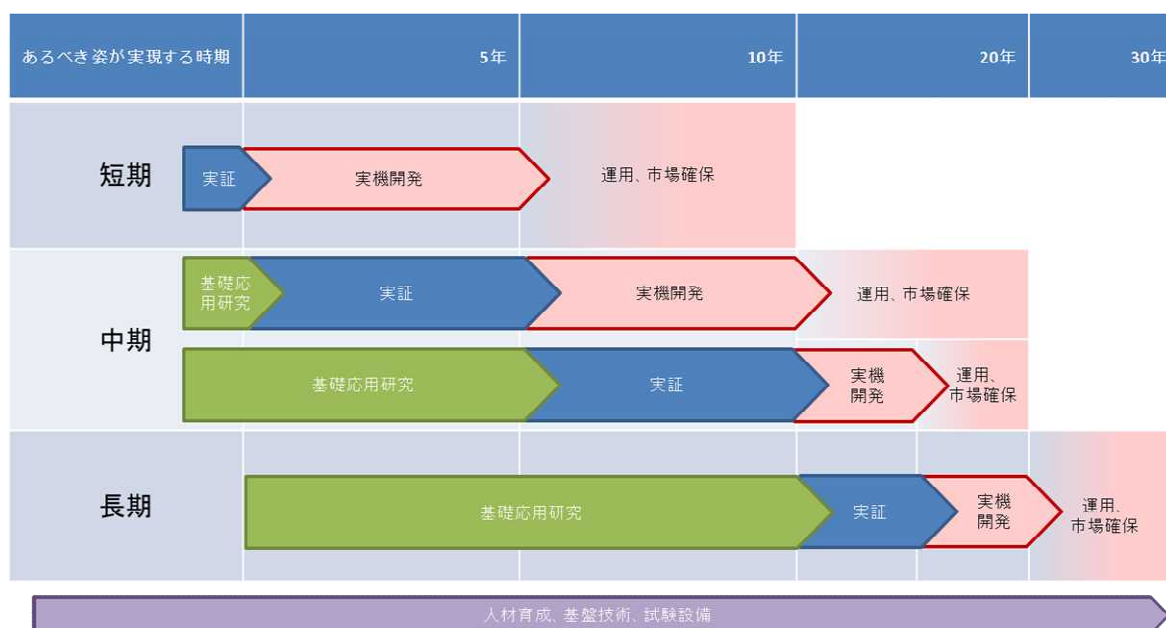 あるべき姿が実現する時期
5年
10年
20年
30年
短期
実証
実機開発
運用、市場確保
中期
基礎応
用研究
実証
実機開発
運用、市場確保
基礎応用研究
実証
実機
開発
運用、
市場確保
長期
基礎応用研究
実証
実機
開発
運用、
市場確保
人材育成、基盤技術、試験設備